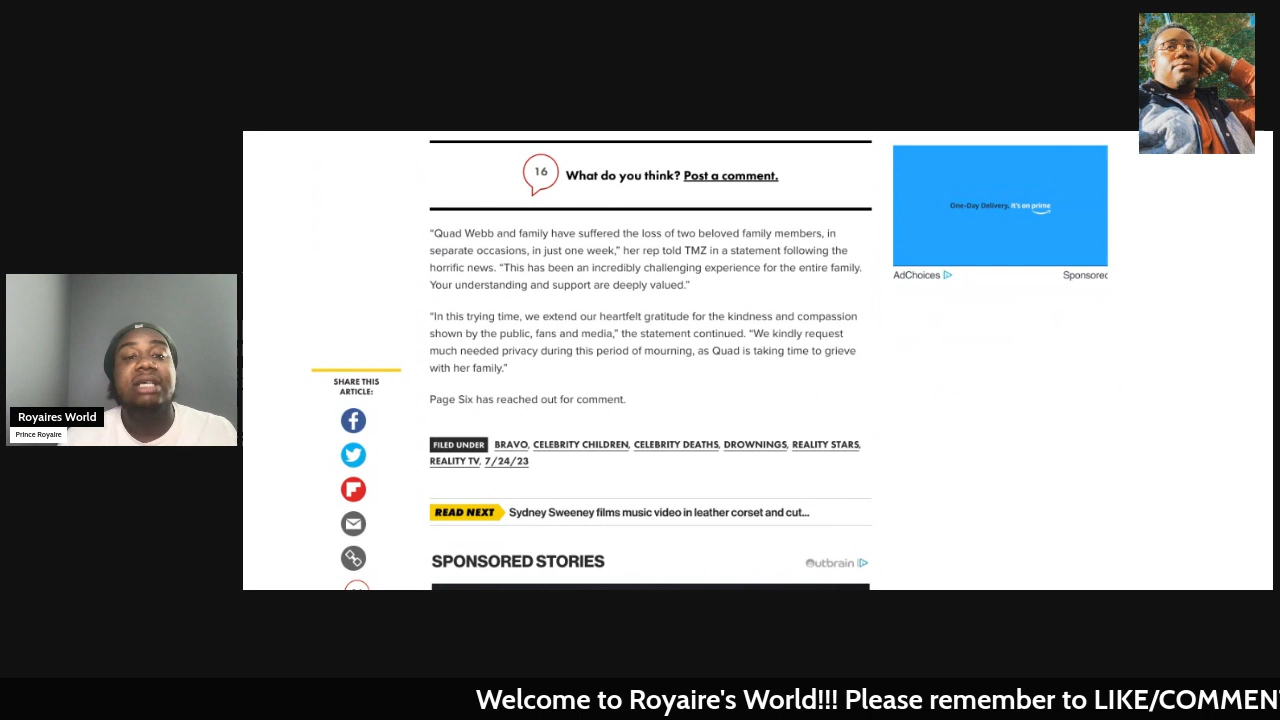 16
What do you think? Post a comment.
One-Day Delivery, it's on prime
AdChoices
Sponsored
"Quad Webb and family have suffered the loss of two beloved family members, in
separate occasions, in just one week," her rep told TMZ in a statement following the
horrific news. "This has been an incredibly challenging experience for the entire family.
Your understanding and support are deeply valued."
"In this trying time, we extend our heartfelt gratitude for the kindness and compassion
shown by the public, fans and media," the statement continued. "We kindly request
much needed privacy during this period of mourning, as Quad is taking time to grieve
with her family."
Page Six has reached out for comment.
SHARE THIS
ARTICLE:
Royaires World
Prince Royaire
FILED UNDER BRAVO, CELEBRITY CHILDREN, CELEBRITY DEATHS, DROWNINGS, REALITY STARS,
REALITY TV, 7/24/23
READ NEXT Sydney Sweeney films music video in leather corset and cut...
SPONSORED STORIES
Outbrain
Welcome to Royaire's World!!! Please remember to LIKE/COMMENT